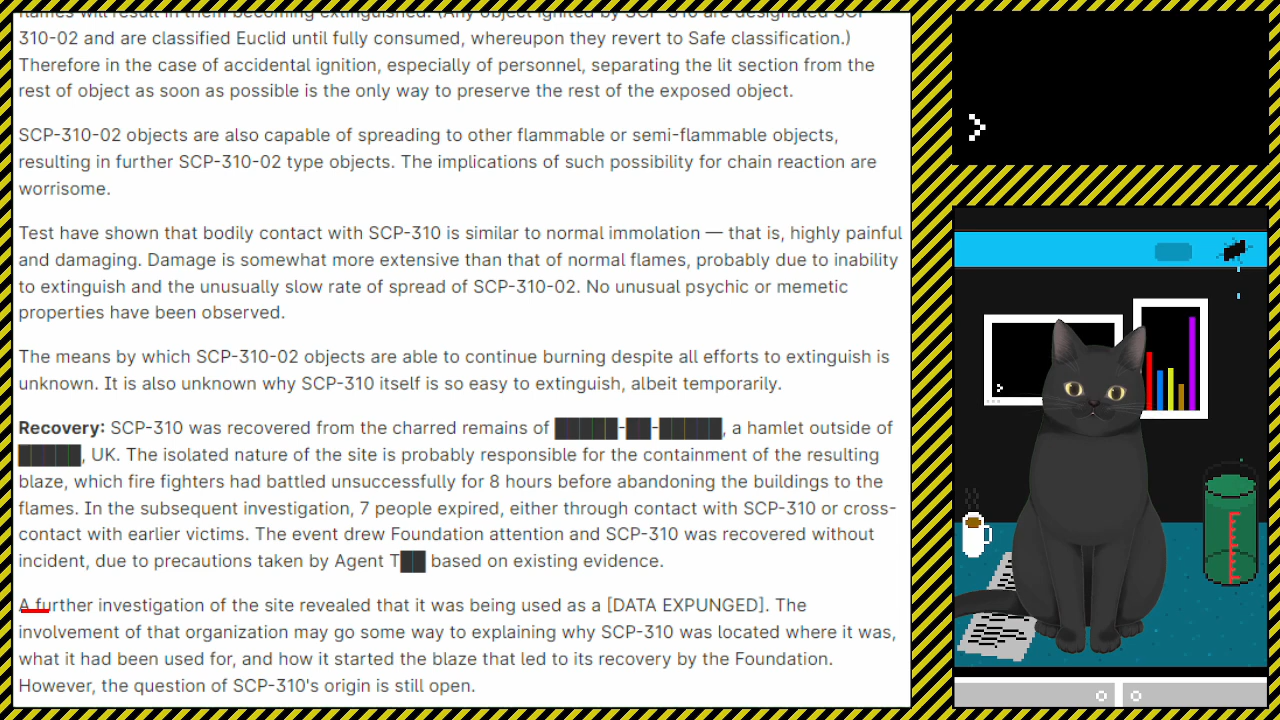 310-02 and are classified Euclid until fully consumed, whereupon they revert to Safe classification.)
Therefore in the case of accidental ignition, especially of personnel, separating the lit section from the
rest of object as soon as possible is the only way to preserve the rest of the exposed object.
SCP-310-02 objects are also capable of spreading to other flammable or semi-flammable objects,
resulting in further SCP-310-02 type objects. The implications of such possibility for chain reaction are
worrisome.
Test have shown that bodily contact with SCP-310 is similar to normal immolation — that is, highly painful
and damaging. Damage is somewhat more extensive than that of normal flames, probably due to inability
to extinguish and the unusually slow rate of spread of SCP-310-02. No unusual psychic or memetic
properties have been observed.
The means by which SCP-310-02 objects are able to continue burning despite all efforts to extinguish is
unknown. It is also unknown why SCP-310 itself is so easy to extinguish, albeit temporarily.
Recovery: SCP-310 was recovered from the charred remains of █████-██-█████, a hamlet outside of
█████, UK. The isolated nature of the site is probably responsible for the containment of the resulting
blaze, which fire fighters had battled unsuccessfully for 8 hours before abandoning the buildings to the
flames. In the subsequent investigation, 7 people expired, either through contact with SCP-310 or cross-
contact with earlier victims. The event drew Foundation attention and SCP-310 was recovered without
incident, due to precautions taken by Agent T██ based on existing evidence.
A further investigation of the site revealed that it was being used as a [DATA EXPUNGED]. The
involvement of that organization may go some way to explaining why SCP-310 was located where it was,
what it had been used for, and how it started the blaze that led to its recovery by the Foundation.
However, the question of SCP-310's origin is still open.